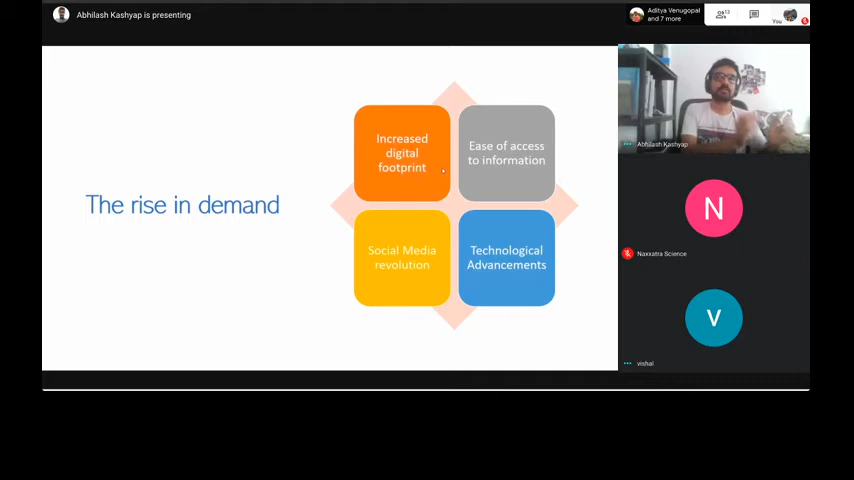 Abhilash Kashyap is presenting
Aditya Venugopal
and 7 more
13
You
The rise in demand
Increased
digital
footprint
Ease of access
to information
Social Media
revolution
Technological
Advancements
Abhilash Kashyap
N
Naxxatra Science
V
vishal